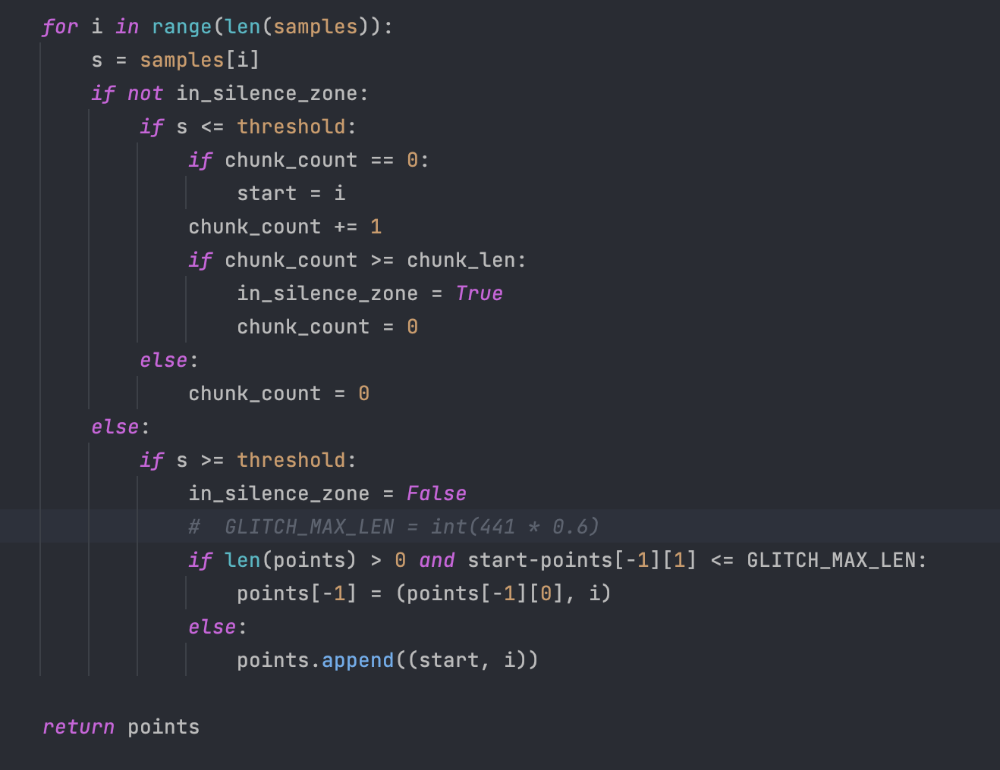 for i in range(len(samples)):
    s = samples[i]
    if not in_silence_zone:
        if s <= threshold:
            if chunk_count == 0:
                start = i
            chunk_count += 1
            if chunk_count >= chunk_len:
                in_silence_zone = True
                chunk_count = 0
        else:
            chunk_count = 0
    else:
        if s >= threshold:
            in_silence_zone = False
            #  GLITCH_MAX_LEN = int(441 * 0.6)
            if len(points) > 0 and start-points[-1][1] <= GLITCH_MAX_LEN:
                points[-1] = (points[-1][0], i)
            else:
                points.append((start, i))

return points